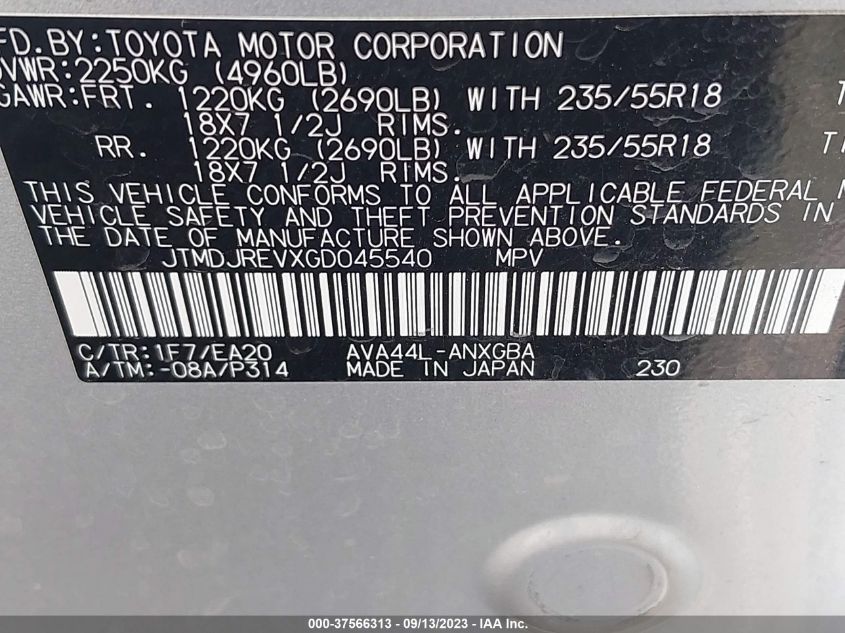 FD.BY:TOYOTA MOTOR CORPORATION
VWR:2250KG (4960LB)
GAWR:FRT. 1220KG (2690LB) WITH 235/55R18
18X7 1/2J RIMS.
RR. 1220KG (2690LB) WITH 235/55R18
18X7 1/2J RIMS.
THIS VEHICLE CONFORMS TO ALL APPLICABLE FEDERAL
VEHICLE SAFETY AND THEFT PREVENTION STANDARDS IN
THE DATE OF MANUFACTURE SHOWN ABOVE.
JTMDJREVXGD045540 MPV
C/TR:1F7/EA20 AVA44L-ANXGBA
A/TM:-08A/P314 MADE IN JAPAN 230
000-37566313 - 09/13/2023 - IAA Inc.